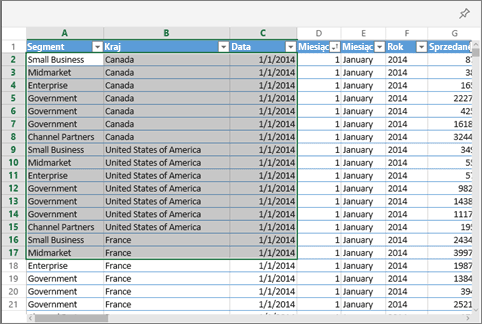 A B C D E F G
1 Segment Kraj Data Miesiąc Miesiąc Rok Sprzedane
2 Small Business Canada 1/1/2014 1 January 2014 87
3 Midmarket Canada 1/1/2014 1 January 2014 38
4 Enterprise Canada 1/1/2014 1 January 2014 165
5 Government Canada 1/1/2014 1 January 2014 2227
6 Government Canada 1/1/2014 1 January 2014 425
7 Government Canada 1/1/2014 1 January 2014 1618
8 Channel Partners Canada 1/1/2014 1 January 2014 3244
9 Small Business United States of America 1/1/2014 1 January 2014 349
10 Midmarket United States of America 1/1/2014 1 January 2014 55
11 Enterprise United States of America 1/1/2014 1 January 2014 57
12 Government United States of America 1/1/2014 1 January 2014 982
13 Government United States of America 1/1/2014 1 January 2014 1438
14 Government United States of America 1/1/2014 1 January 2014 1117
15 Channel Partners United States of America 1/1/2014 1 January 2014 195
16 Small Business France 1/1/2014 1 January 2014 2434
17 Midmarket France 1/1/2014 1 January 2014 3997
18 Enterprise France 1/1/2014 1 January 2014 1987
19 Government France 1/1/2014 1 January 2014 1384
20 Government France 1/1/2014 1 January 2014 394
21 Government France 1/1/2014 1 January 2014 2521